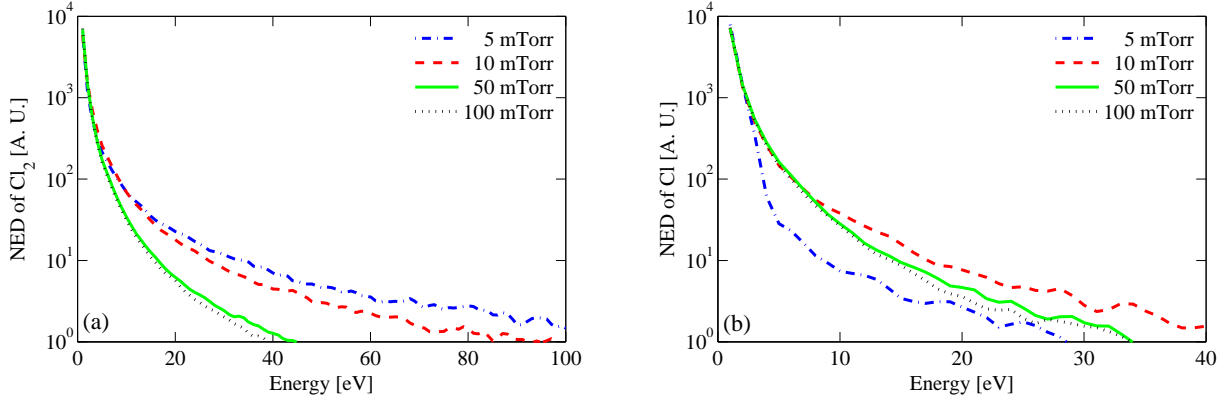 10^4
10^3
10^2
10^1
10^0
NED of Cl_2 [A. U.]
5 mTorr
10 mTorr
50 mTorr
100 mTorr
(a)
0 20 40 60 80 100
Energy [eV]
10^4
10^3
10^2
10^1
10^0
NED of Cl [A. U.]
5 mTorr
10 mTorr
50 mTorr
100 mTorr
(b)
0 10 20 30 40
Energy [eV]